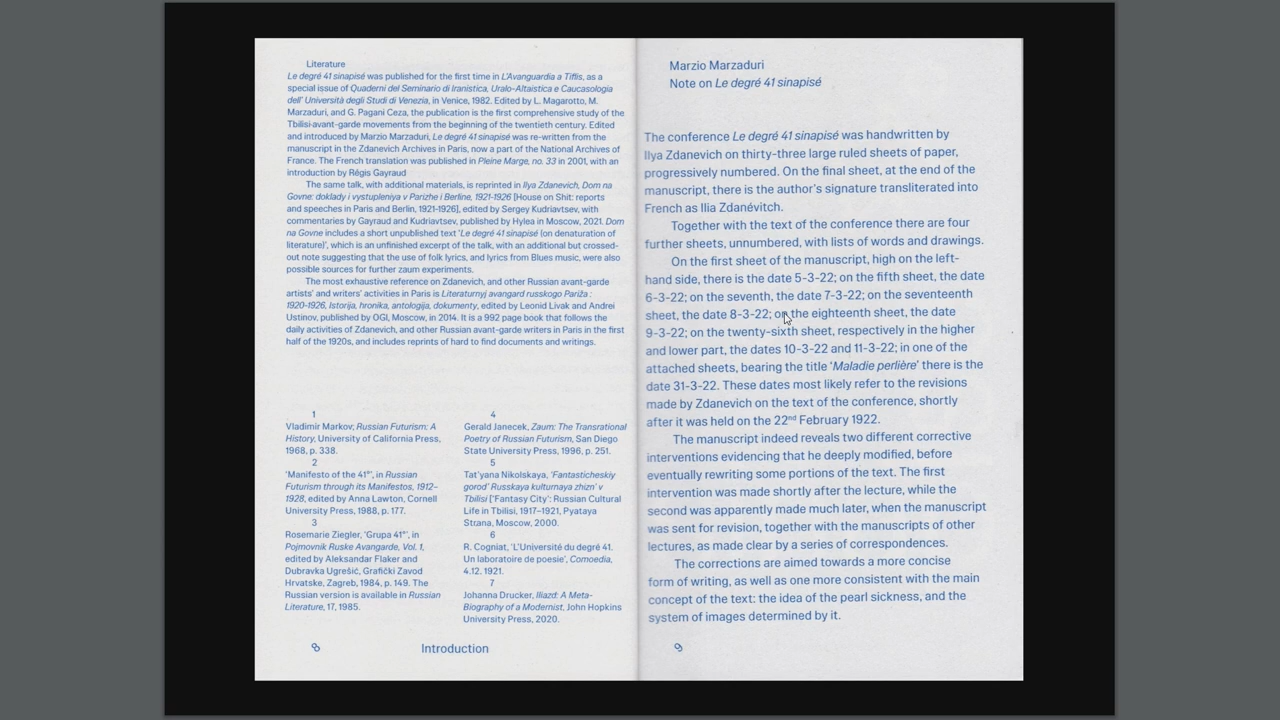 Literature
Le degré 41 sinapisé was published for the first time in L'Avanguardia a Tiflis, as a
special issue of Quaderni del Seminario di Iranistica, Uralo-Altaistica e Caucasologia
dell' Università degli Studi di Venezia, in Venice, 1982. Edited by L. Magarotto, M.
Marzaduri, and G. Pagani Ceza, the publication is the first comprehensive study of the
Tbilisi avant-garde movements from the beginning of the twentieth century. Edited
and introduced by Marzio Marzaduri, Le degré 41 sinapisé was re-written from the
manuscript in the Zdanevich Archives in Paris, now a part of the National Archives of
France. The French translation was published in Pleine Marge, no. 33 in 2001, with an
introduction by Régis Gayraud
The same talk, with additional materials, is reprinted in Ilya Zdanevich, Dom na
Govne: doklady i vystupleniya v Parizhe i Berline, 1921-1926 [House on Shit: reports
and speeches in Paris and Berlin, 1921-1926], edited by Sergey Kudriavtsev, with
commentaries by Gayraud and Kudriavtsev, published by Hylea in Moscow, 2021. Dom
na Govne includes a short unpublished text 'Le degré 41 sinapisé (on denaturation of
literature)', which is an unfinished excerpt of the talk, with an additional but crossed-
out note suggesting that the use of folk lyrics, and lyrics from Blues music, were also
possible sources for further zaum experiments.
The most exhaustive reference on Zdanevich, and other Russian avant-garde
artists' and writers' activities in Paris is Literaturnyj avangard russkogo Pariža :
1920-1926, Istorija, hronika, antologija, dokumenty, edited by Leonid Livak and Andrei
Ustinov, published by OGI, Moscow, in 2014. It is a 992 page book that follows the
daily activities of Zdanevich, and other Russian avant-garde writers in Paris in the first
half of the 1920s, and includes reprints of hard to find documents and writings.
1
Vladimir Markov, Russian Futurism: A
History, University of California Press,
1968, p. 338.
2
'Manifesto of the 41°', in Russian
Futurism through its Manifestos, 1912–
1928, edited by Anna Lawton, Cornell
University Press, 1988, p. 177.
3
Rosemarie Ziegler, 'Grupa 41°', in
Pojmovnik Ruske Avangarde, Vol. 1,
edited by Aleksandar Flaker and
Dubravka Ugrešić, Grafički Zavod
Hrvatske, Zagreb, 1984, p. 149. The
Russian version is available in Russian
Literature, 17, 1985.
4
Gerald Janecek, Zaum: The Transrational
Poetry of Russian Futurism, San Diego
State University Press, 1996, p. 251.
5
Tat'yana Nikolskaya, 'Fantasticheskiy
gorod' Russkaya kulturnaya zhizn' v
Tbilisi ['Fantasy City': Russian Cultural
Life in Tbilisi, 1917–1921, Pyataya
Strana, Moscow, 2000.
6
R. Cogniat, 'L'Université du degré 41.
Un laboratoire de poesie', Comoedia,
4.12, 1921.
7
Johanna Drucker, Iliazd: A Meta-
Biography of a Modernist, John Hopkins
University Press, 2020.
8
Introduction
Marzio Marzaduri
Note on Le degré 41 sinapisé
The conference Le degré 41 sinapisé was handwritten by
Ilya Zdanevich on thirty-three large ruled sheets of paper,
progressively numbered. On the final sheet, at the end of the
manuscript, there is the author's signature transliterated into
French as Ilia Zdanévitch.
Together with the text of the conference there are four
further sheets, unnumbered, with lists of words and drawings.
On the first sheet of the manuscript, high on the left-
hand side, there is the date 5-3-22; on the fifth sheet, the date
6-3-22; on the seventh, the date 7-3-22; on the seventeenth
sheet, the date 8-3-22; on the eighteenth sheet, the date
9-3-22; on the twenty-sixth sheet, respectively in the higher
and lower part, the dates 10-3-22 and 11-3-22; in one of the
attached sheets, bearing the title 'Maladie perlière' there is the
date 31-3-22. These dates most likely refer to the revisions
made by Zdanevich on the text of the conference, shortly
after it was held on the 22nd February 1922.
The manuscript indeed reveals two different corrective
interventions evidencing that he deeply modified, before
eventually rewriting some portions of the text. The first
intervention was made shortly after the lecture, while the
second was apparently made much later, when the manuscript
was sent for revision, together with the manuscripts of other
lectures, as made clear by a series of correspondences.
The corrections are aimed towards a more concise
form of writing, as well as one more consistent with the main
concept of the text: the idea of the pearl sickness, and the
system of images determined by it.
9